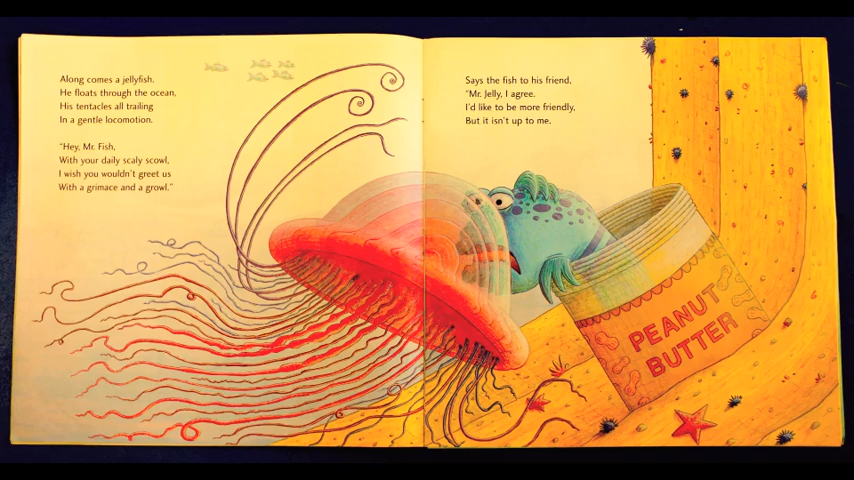 Along comes a jellyfish.
He floats through the ocean,
His tentacles all trailing
In a gentle locomotion.
"Hey, Mr. Fish,
With your daily scaly scowl,
I wish you wouldn't greet us
With a grimace and a growl."
Says the fish to his friend,
"Mr. Jelly, I agree.
I'd like to be more friendly,
But it isn't up to me.
PEANUT
BUTTER